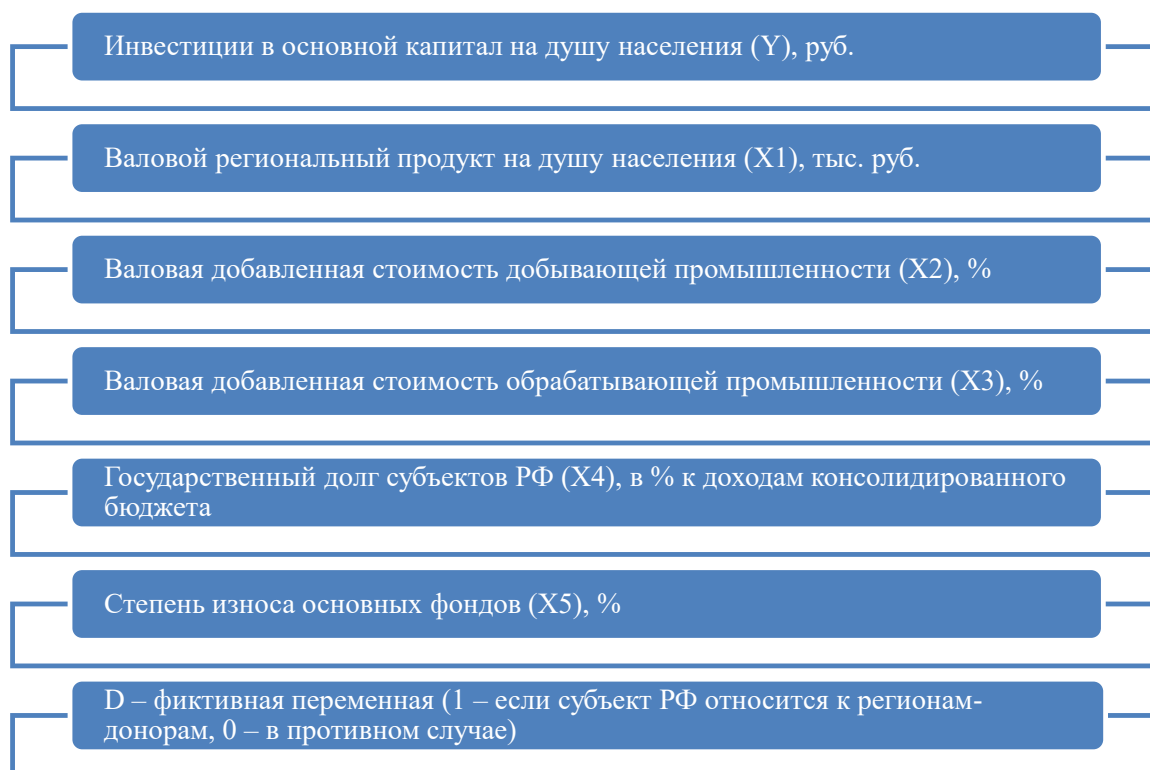 Инвестиции в основной капитал на душу населения (Y), руб.
Валовой региональный продукт на душу населения (X1), тыс. руб.
Валовая добавленная стоимость добывающей промышленности (X2), %
Валовая добавленная стоимость обрабатывающей промышленности (X3), %
Государственный долг субъектов РФ (X4), в % к доходам консолидированного
бюджета
Степень износа основных фондов (X5), %
D – фиктивная переменная (1 – если субъект РФ относится к регионам-
донорам, 0 – в противном случае)